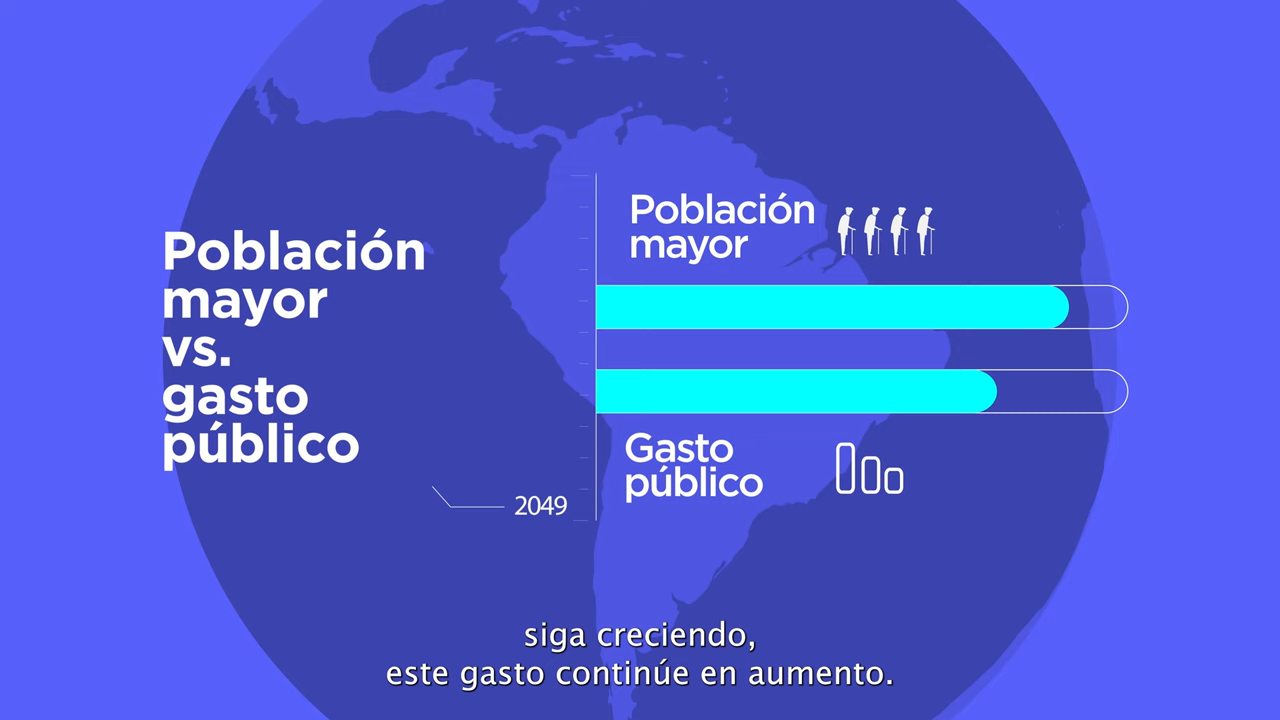 Población
mayor
vs.
gasto
público
Población
mayor
Gasto
público
2049
siga creciendo,
este gasto continúe en aumento.